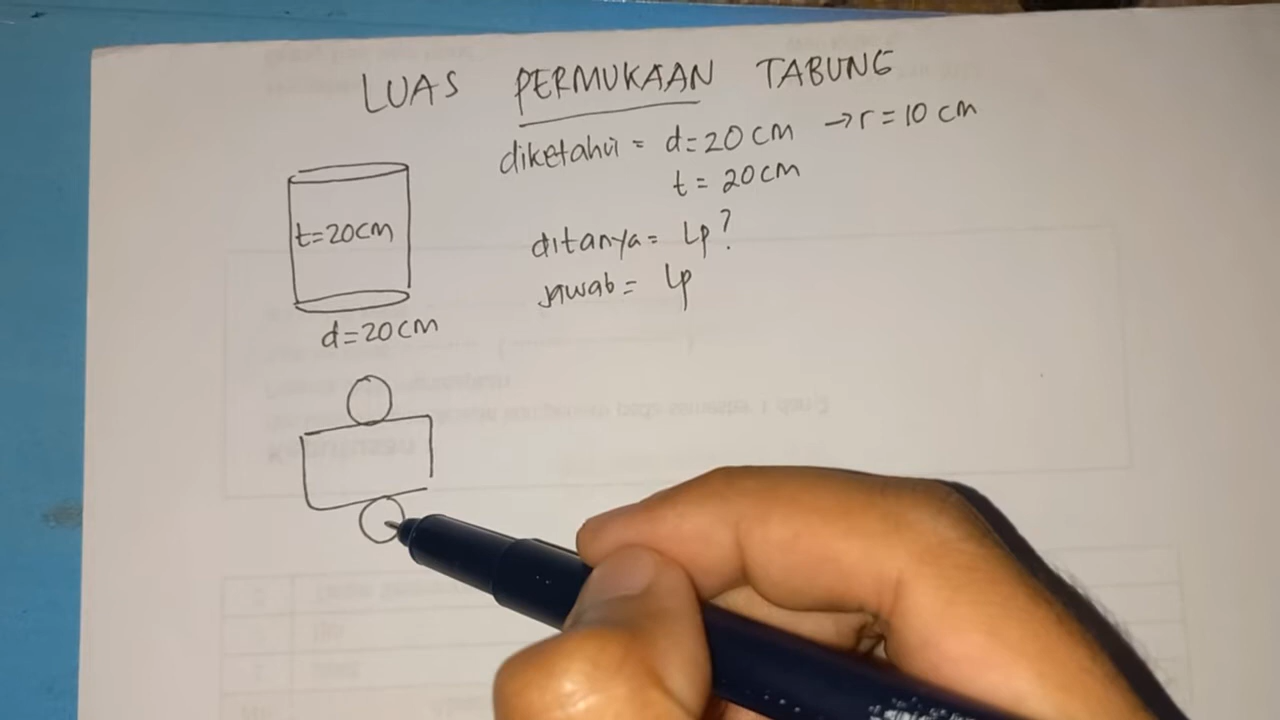 LUAS PERMUKAAN TABUNG
diketahui = d=20 cm → r = 10 cm
t = 20 cm
t=20cm
ditanya = Lp?
jawab = Lp
d=20cm